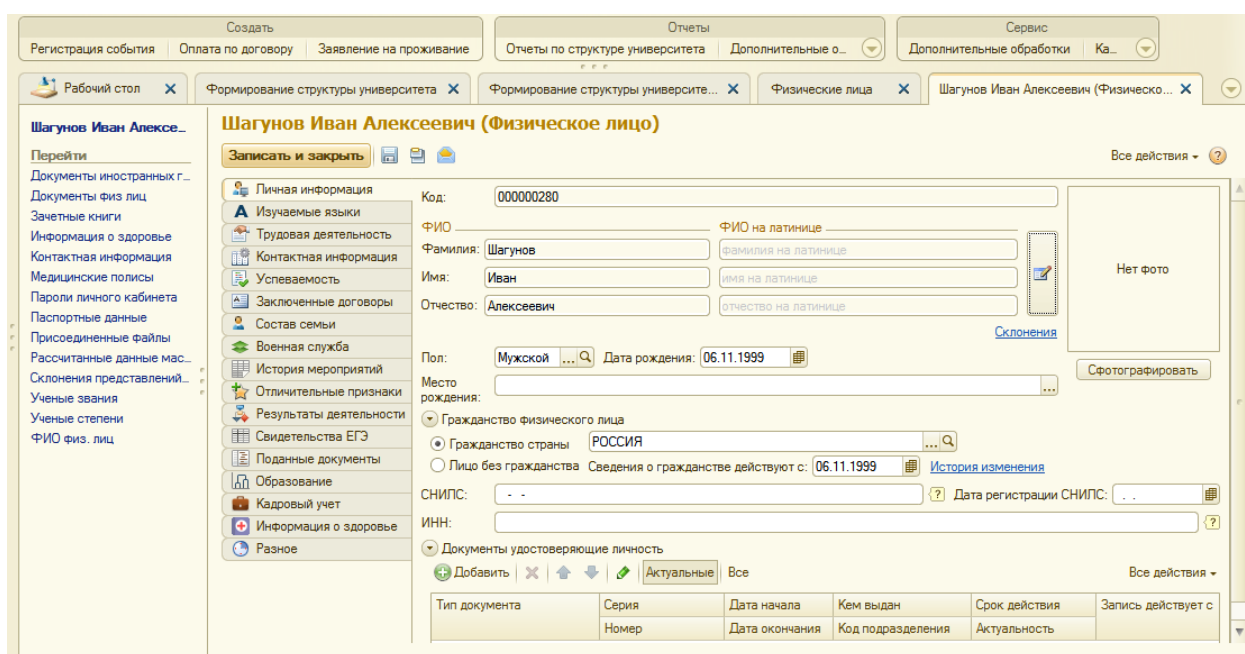 Создать Отчеты Сервис
Регистрация события Оплата по договору Заявление на проживание Отчеты по структуре университета Дополнительные о... Дополнительные обработки Ка...
Рабочий стол Формирование структуры университета Формирование структуры университе... Физические лица Шагунов Иван Алексеевич (Физическо...
Шагунов Иван Алексе...
Перейти
Документы иностранных г...
Документы физ лиц
Зачетные книги
Информация о здоровье
Контактная информация
Медицинские полисы
Пароли личного кабинета
Паспортные данные
Присоединенные файлы
Рассчитанные данные мас...
Склонения представлений...
Ученые звания
Ученые степени
ФИО физ. лиц
Шагунов Иван Алексеевич (Физическое лицо)
Записать и закрыть Все действия ?
Личная информация
Изучаемые языки
Трудовая деятельность
Контактная информация
Успеваемость
Заключенные договоры
Состав семьи
Военная служба
История мероприятий
Отличительные признаки
Результаты деятельности
Свидетельства ЕГЭ
Поданные документы
Образование
Кадровый учет
Информация о здоровье
Разное
Код: 000000280
ФИО ФИО на латинице
Фамилия: Шагунов фамилия на латинице
Имя: Иван имя на латинице
Отчество: Алексеевич отчество на латинице
Нет фото
Склонения
Сфотографировать
Пол: Мужской ... Дата рождения: 06.11.1999
Место рождения: ...
Гражданство физического лица
Гражданство страны РОССИЯ ...
Лицо без гражданства Сведения о гражданстве действуют с: 06.11.1999 История изменения
СНИЛС: - - ? Дата регистрации СНИЛС: . .
ИНН: ?
Документы удостоверяющие личность
Добавить Актуальные Все Все действия
Тип документа Серия Дата начала Кем выдан Срок действия Запись действует с
Номер Дата окончания Код подразделения Актуальность